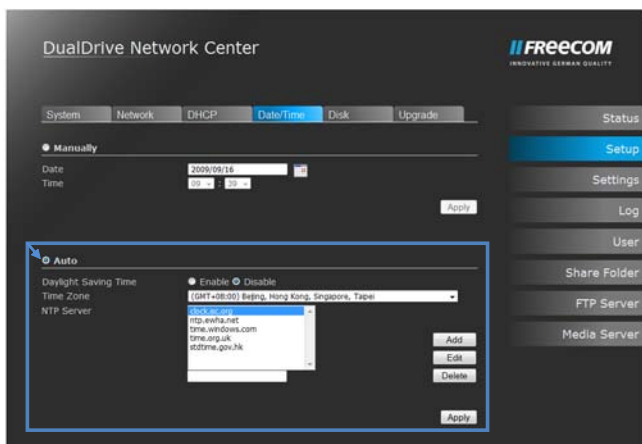 DualDrive Network Center
FREECOM
INNOVATIVE GERMAN QUALITY
System Network DHCP Date/Time Disk Upgrade
Status
Setup
Settings
Log
User
Share Folder
FTP Server
Media Server
Manually
Date 2009/09/16
Time 09 : 20
Apply
Auto
Daylight Saving Time Enable Disable
Time Zone (GMT+08:00) Beijing, Hong Kong, Singapore, Taipei
NTP Server clock.ec.org
ntp.ewha.net
time.windows.com
time.org.uk
stdtime.gov.hk
Add
Edit
Delete
Apply